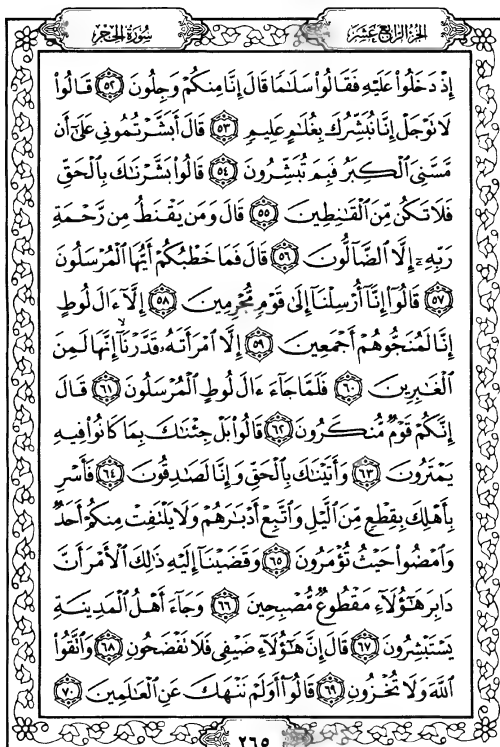 الجزء الرابع عشر
سورة الحجر
إِذْ دَخَلُوا۟ عَلَيْهِ فَقَالُوا۟ سَلَٰمًا قَالَ إِنَّا مِنكُمْ وَجِلُونَ ٥٢ قَالُوا۟
لَا تَوْجَلْ إِنَّا نُبَشِّرُكَ بِغُلَٰمٍ عَلِيمٍ ٥٣ قَالَ أَبَشَّرْتُمُونِى عَلَىٰٓ أَن
مَّسَّنِىَ ٱلْكِبَرُ فَبِمَ تُبَشِّرُونَ ٥٤ قَالُوا۟ بَشَّرْنَٰكَ بِٱلْحَقِّ
فَلَا تَكُن مِّنَ ٱلْقَٰنِطِينَ ٥٥ قَالَ وَمَن يَقْنَطُ مِن رَّحْمَةِ
رَبِّهِۦٓ إِلَّا ٱلضَّآلُّونَ ٥٦ قَالَ فَمَا خَطْبُكُمْ أَيُّهَا ٱلْمُرْسَلُونَ
٥٧ قَالُوٓا۟ إِنَّآ أُرْسِلْنَآ إِلَىٰ قَوْمٍ مُّجْرِمِينَ ٥٨ إِلَّآ ءَالَ لُوطٍ
إِنَّا لَمُنَجُّوهُمْ أَجْمَعِينَ ٥٩ إِلَّا ٱمْرَأَتَهُۥ قَدَّرْنَآ إِنَّهَا لَمِنَ
ٱلْغَٰبِرِينَ ٦٠ فَلَمَّا جَآءَ ءَالَ لُوطٍ ٱلْمُرْسَلُونَ ٦١ قَالَ
إِنَّكُمْ قَوْمٌ مُّنكَرُونَ ٦٢ قَالُوا۟ بَلْ جِئْنَٰكَ بِمَا كَانُوا۟ فِيهِ
يَمْتَرُونَ ٦٣ وَأَتَيْنَٰكَ بِٱلْحَقِّ وَإِنَّا لَصَٰدِقُونَ ٦٤ فَأَسْرِ
بِأَهْلِكَ بِقِطْعٍ مِّنَ ٱلَّيْلِ وَٱتَّبِعْ أَدْبَٰرَهُمْ وَلَا يَلْتَفِتْ مِنكُمْ أَحَدٌ
وَٱمْضُوا۟ حَيْثُ تُؤْمَرُونَ ٦٥ وَقَضَيْنَآ إِلَيْهِ ذَٰلِكَ ٱلْأَمْرَ أَنَّ
دَابِرَ هَٰٓؤُلَآءِ مَقْطُوعٌ مُّصْبِحِينَ ٦٦ وَجَآءَ أَهْلُ ٱلْمَدِينَةِ
يَسْتَبْشِرُونَ ٦٧ قَالَ إِنَّ هَٰٓؤُلَآءِ ضَيْفِى فَلَا تَفْضَحُونِ ٦٨ وَٱتَّقُوا۟
ٱللَّهَ وَلَا تُخْزُونِ ٦٩ قَالُوٓا۟ أَوَلَمْ نَنْهَكَ عَنِ ٱلْعَٰلَمِينَ ٧٠
٢٦٥